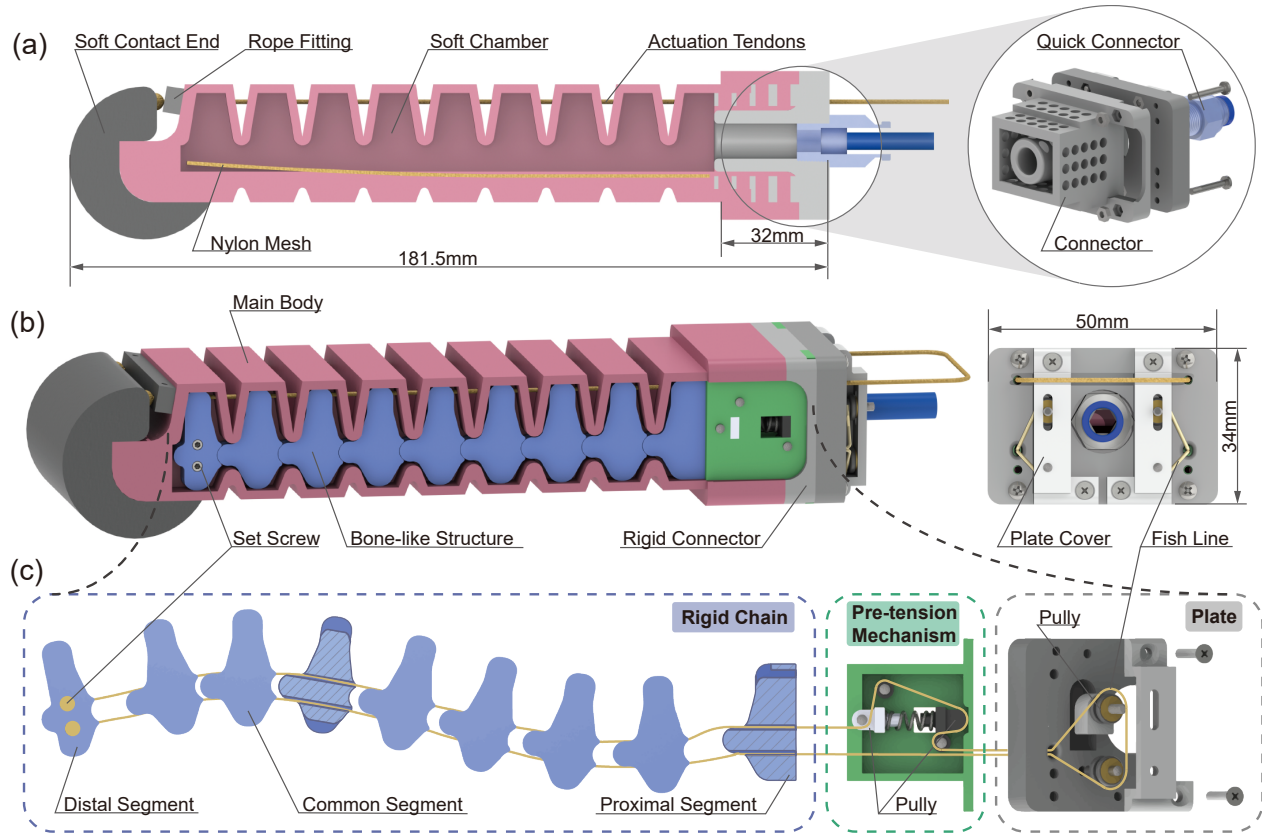 (a)
Soft Contact End
Rope Fitting
Soft Chamber
Actuation Tendons
Quick Connector
Nylon Mesh
32mm
Connector
181.5mm
(b)
Main Body
50mm
34mm
Set Screw
Bone-like Structure
Rigid Connector
Plate Cover
Fish Line
(c)
Rigid Chain
Pre-tension
Mechanism
Pully
Plate
Distal Segment
Common Segment
Proximal Segment
Pully